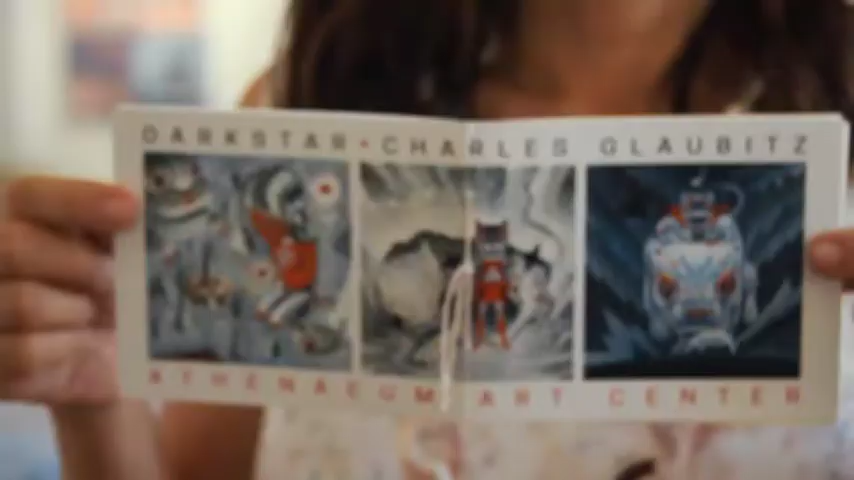 DARKSTAR • CHARLES GLAUBITZ
ATHENAEUM ART CENTER